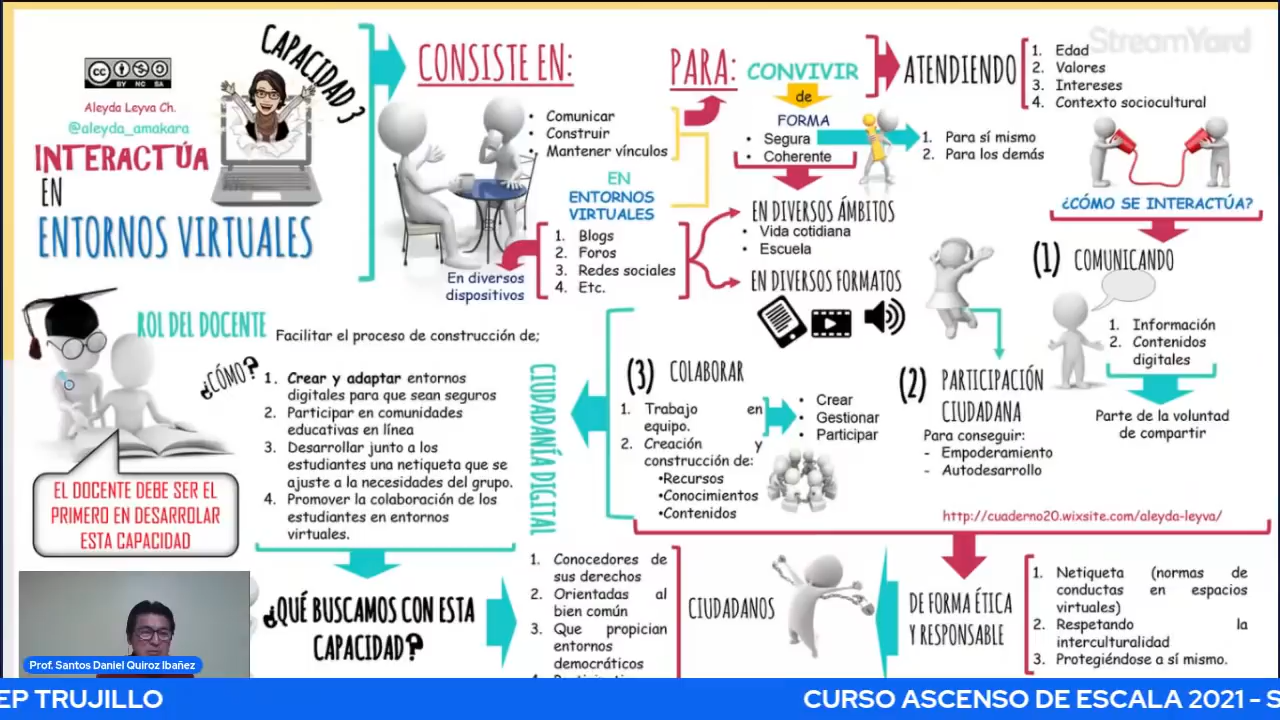 StreamYard
CAPACIDAD 3
CC BY NC SA
Aleyda Leyva Ch.
@aleyda_amakara
INTERACTÚA
EN
ENTORNOS VIRTUALES
CONSISTE EN:
• Comunicar
• Construir
• Mantener vínculos
EN
ENTORNOS
VIRTUALES
1. Blogs
2. Foros
3. Redes sociales
4. Etc.
En diversos
dispositivos
PARA:
CONVIVIR
de
FORMA
• Segura
• Coherente
1. Para sí mismo
2. Para los demás
ATENDIENDO
1. Edad
2. Valores
3. Intereses
4. Contexto sociocultural
EN DIVERSOS ÁMBITOS
• Vida cotidiana
• Escuela
EN DIVERSOS FORMATOS
¿CÓMO SE INTERACTÚA?
(1) COMUNICANDO
1. Información
2. Contenidos
digitales
Parte de la voluntad
de compartir
(2) PARTICIPACIÓN
CIUDADANA
Para conseguir:
- Empoderamiento
- Autodesarrollo
(3) COLABORAR
1. Trabajo en
equipo.
2. Creación y
construcción de:
•Recursos
•Conocimientos
•Contenidos
• Crear
• Gestionar
• Participar
http://cuaderno20.wixsite.com/aleyda-leyva/
CIUDADANÍA DIGITAL
ROL DEL DOCENTE
Facilitar el proceso de construcción de;
¿CÓMO?
1. Crear y adaptar entornos
digitales para que sean seguros
2. Participar en comunidades
educativas en línea
3. Desarrollar junto a los
estudiantes una netiqueta que se
ajuste a la necesidades del grupo.
4. Promover la colaboración de los
estudiantes en entornos
virtuales.
EL DOCENTE DEBE SER EL
PRIMERO EN DESARROLAR
ESTA CAPACIDAD
¿QUÉ BUSCAMOS CON ESTA
CAPACIDAD?
1. Conocedores de
sus derechos
2. Orientadas al
bien común
3. Que propician
entornos
democráticos
CIUDADANOS
DE FORMA ÉTICA
Y RESPONSABLE
1. Netiqueta (normas de
conductas en espacios
virtuales)
2. Respetando la
interculturalidad
3. Protegiéndose a sí mismo.
Prof. Santos Daniel Quiroz Ibañez
EP TRUJILLO
CURSO ASCENSO DE ESCALA 2021 - S